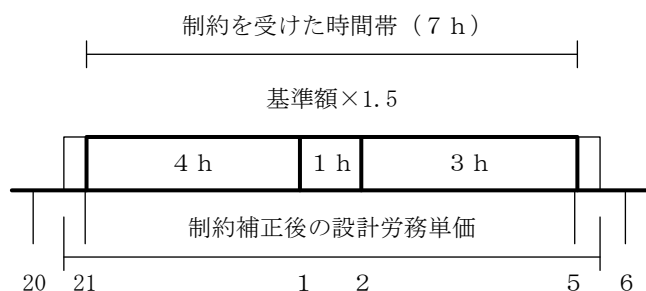 制約を受けた時間帯（７ｈ）
基準額×1.5
４ｈ １ｈ ３ｈ
制約補正後の設計労務単価
20 21 1 2 5 6